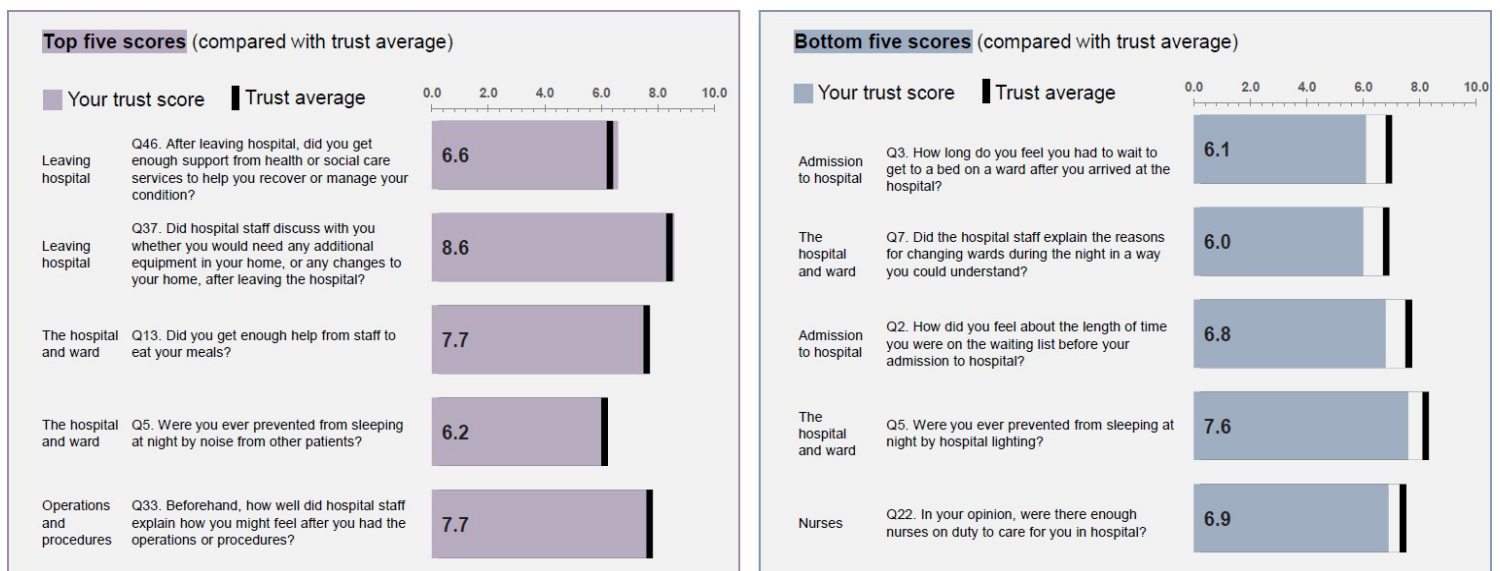 Top five scores (compared with trust average)
Your trust score
Trust average
0.0 2.0 4.0 6.0 8.0 10.0
Leaving
hospital
Q46. After leaving hospital, did you get
enough support from health or social care
services to help you recover or manage your
condition?
6.6
Leaving
hospital
Q37. Did hospital staff discuss with you
whether you would need any additional
equipment in your home, or any changes to
your home, after leaving the hospital?
8.6
The hospital
and ward
Q13. Did you get enough help from staff to
eat your meals?
7.7
The hospital
and ward
Q5. Were you ever prevented from sleeping
at night by noise from other patients?
6.2
Operations
and
procedures
Q33. Beforehand, how well did hospital staff
explain how you might feel after you had the
operations or procedures?
7.7
Bottom five scores (compared with trust average)
Your trust score
Trust average
0.0 2.0 4.0 6.0 8.0 10.0
Admission
to hospital
Q3. How long do you feel you had to wait to
get to a bed on a ward after you arrived at the
hospital?
6.1
The
hospital
and ward
Q7. Did the hospital staff explain the reasons
for changing wards during the night in a way
you could understand?
6.0
Admission
to hospital
Q2. How did you feel about the length of time
you were on the waiting list before your
admission to hospital?
6.8
The
hospital
and ward
Q5. Were you ever prevented from sleeping at
night by hospital lighting?
7.6
Nurses
Q22. In your opinion, were there enough
nurses on duty to care for you in hospital?
6.9